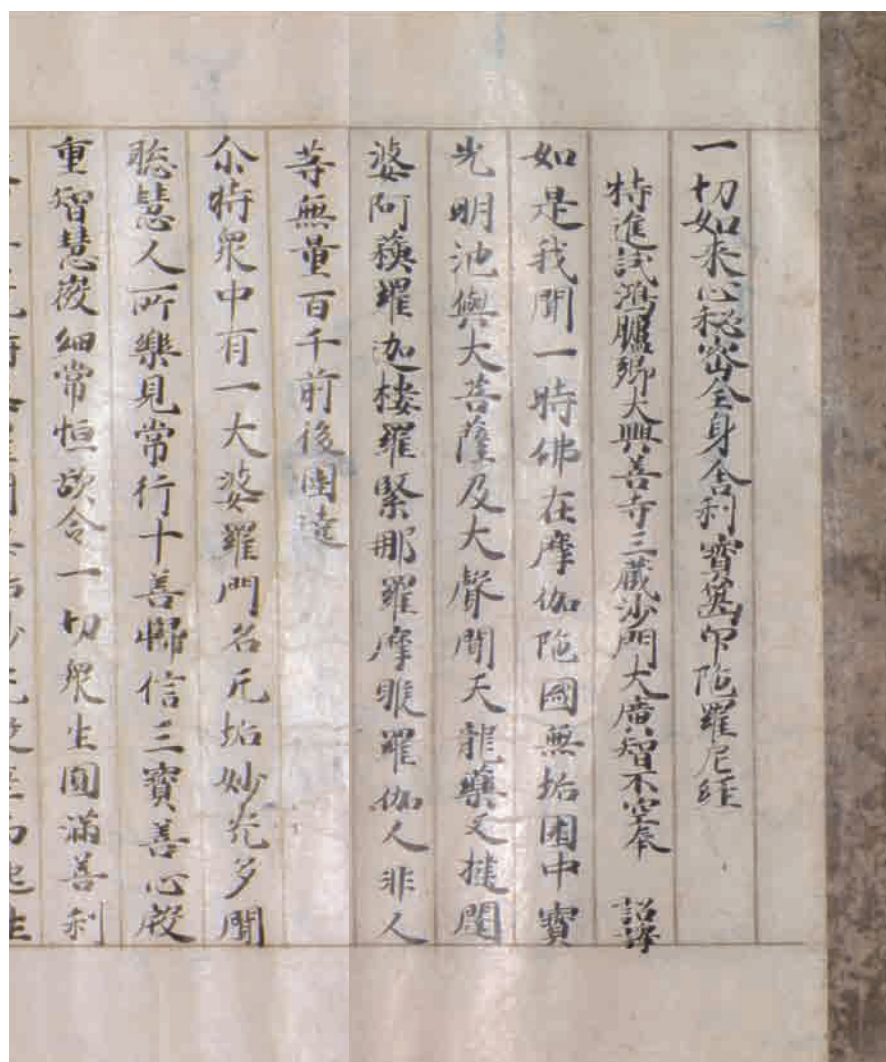 一切如来心秘密全身舍利寶篋印陁羅尼經
特進試鴻臚卿大興善寺三藏沙門大廣智不空奉 詔譯
如是我聞一時佛在摩伽陁國無垢園中寶
光明池與大菩薩及大聲聞天龍藥叉揵闥
婆阿蘓羅迦樓羅緊那羅摩睺羅伽人非人
等無量百千前後圍遶
尒時衆中有一大婆羅門名无垢妙光多聞
聡慧人所樂見常行十善歸信三寶善心殷
重智慧微細常恒欲令一切衆生圓滿善利